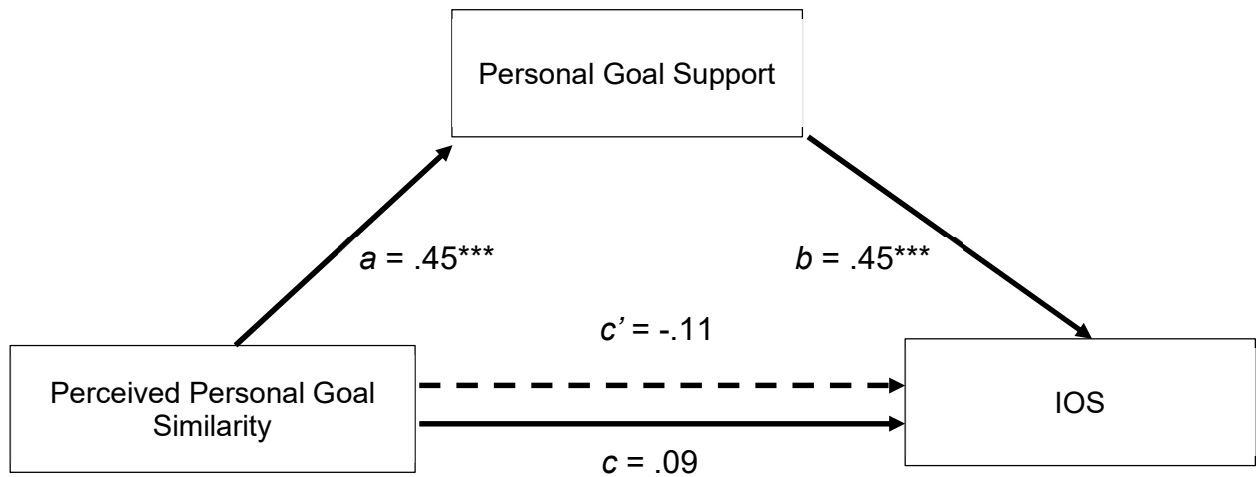 Personal Goal Support
a = .45***
b = .45***
c’ = -.11
Perceived Personal Goal
Similarity
IOS
c = .09